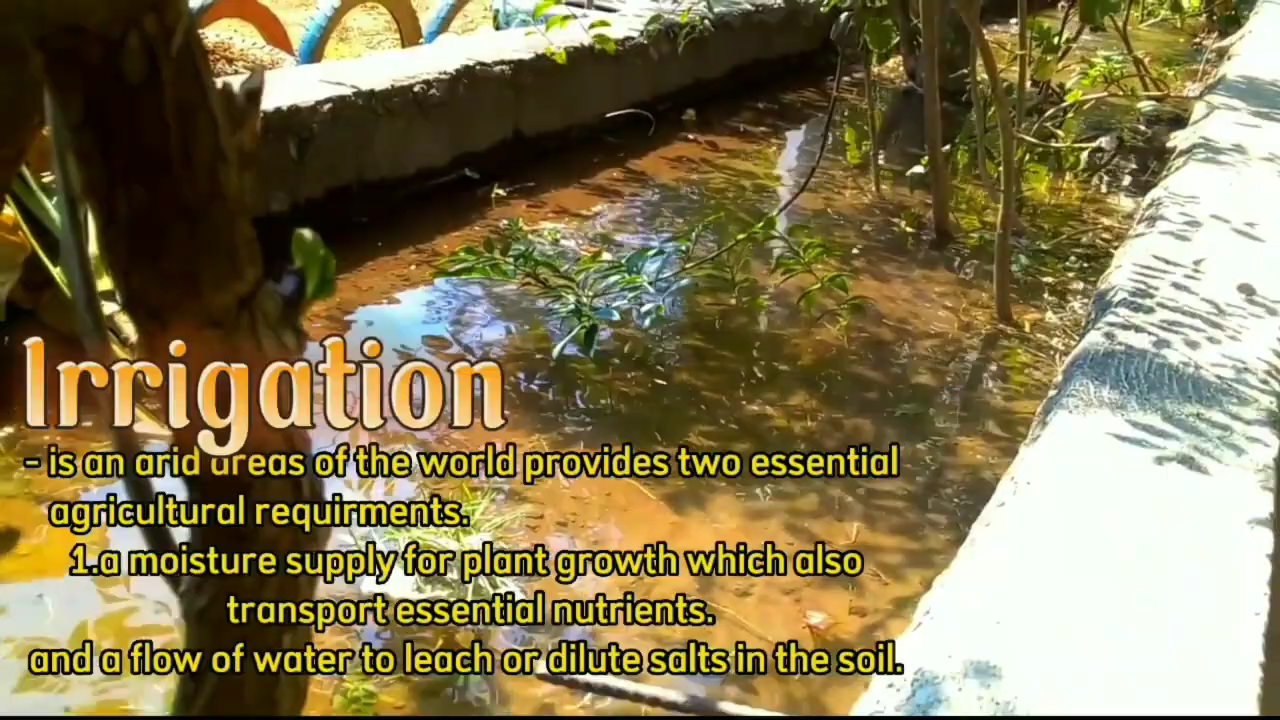 Irrigation
- is an arid areas of the world provides two essential
agricultural requirments.
1.a moisture supply for plant growth which also
transport essential nutrients.
and a flow of water to leach or dilute salts in the soil.